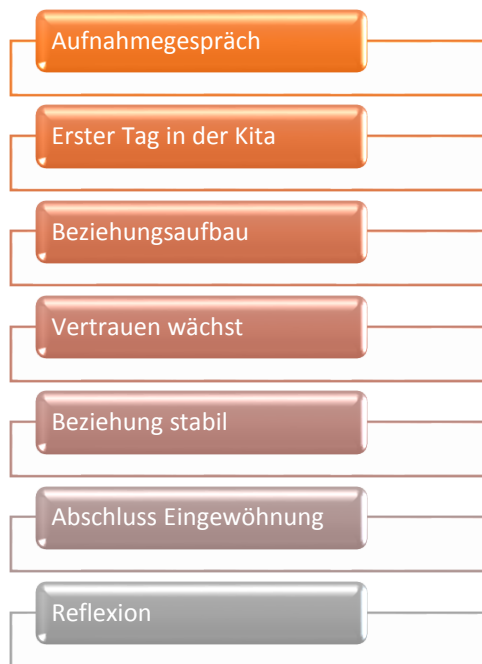 Aufnahmegespräch
Erster Tag in der Kita
Beziehungsaufbau
Vertrauen wächst
Beziehung stabil
Abschluss Eingewöhnung
Reflexion